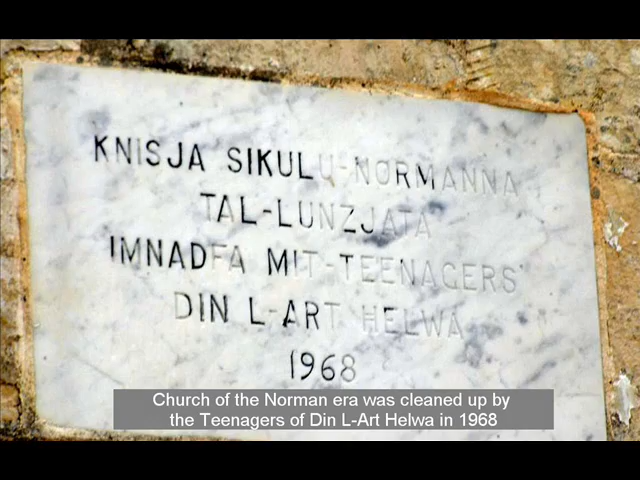 KNISJA SIKULU-NORMANNA
TAL-LUNZJATA
IMNADFA MIT-TEENAGERS
DIN L-ART HELWA
1968
Church of the Norman era was cleaned up by
the Teenagers of Din L-Art Helwa in 1968